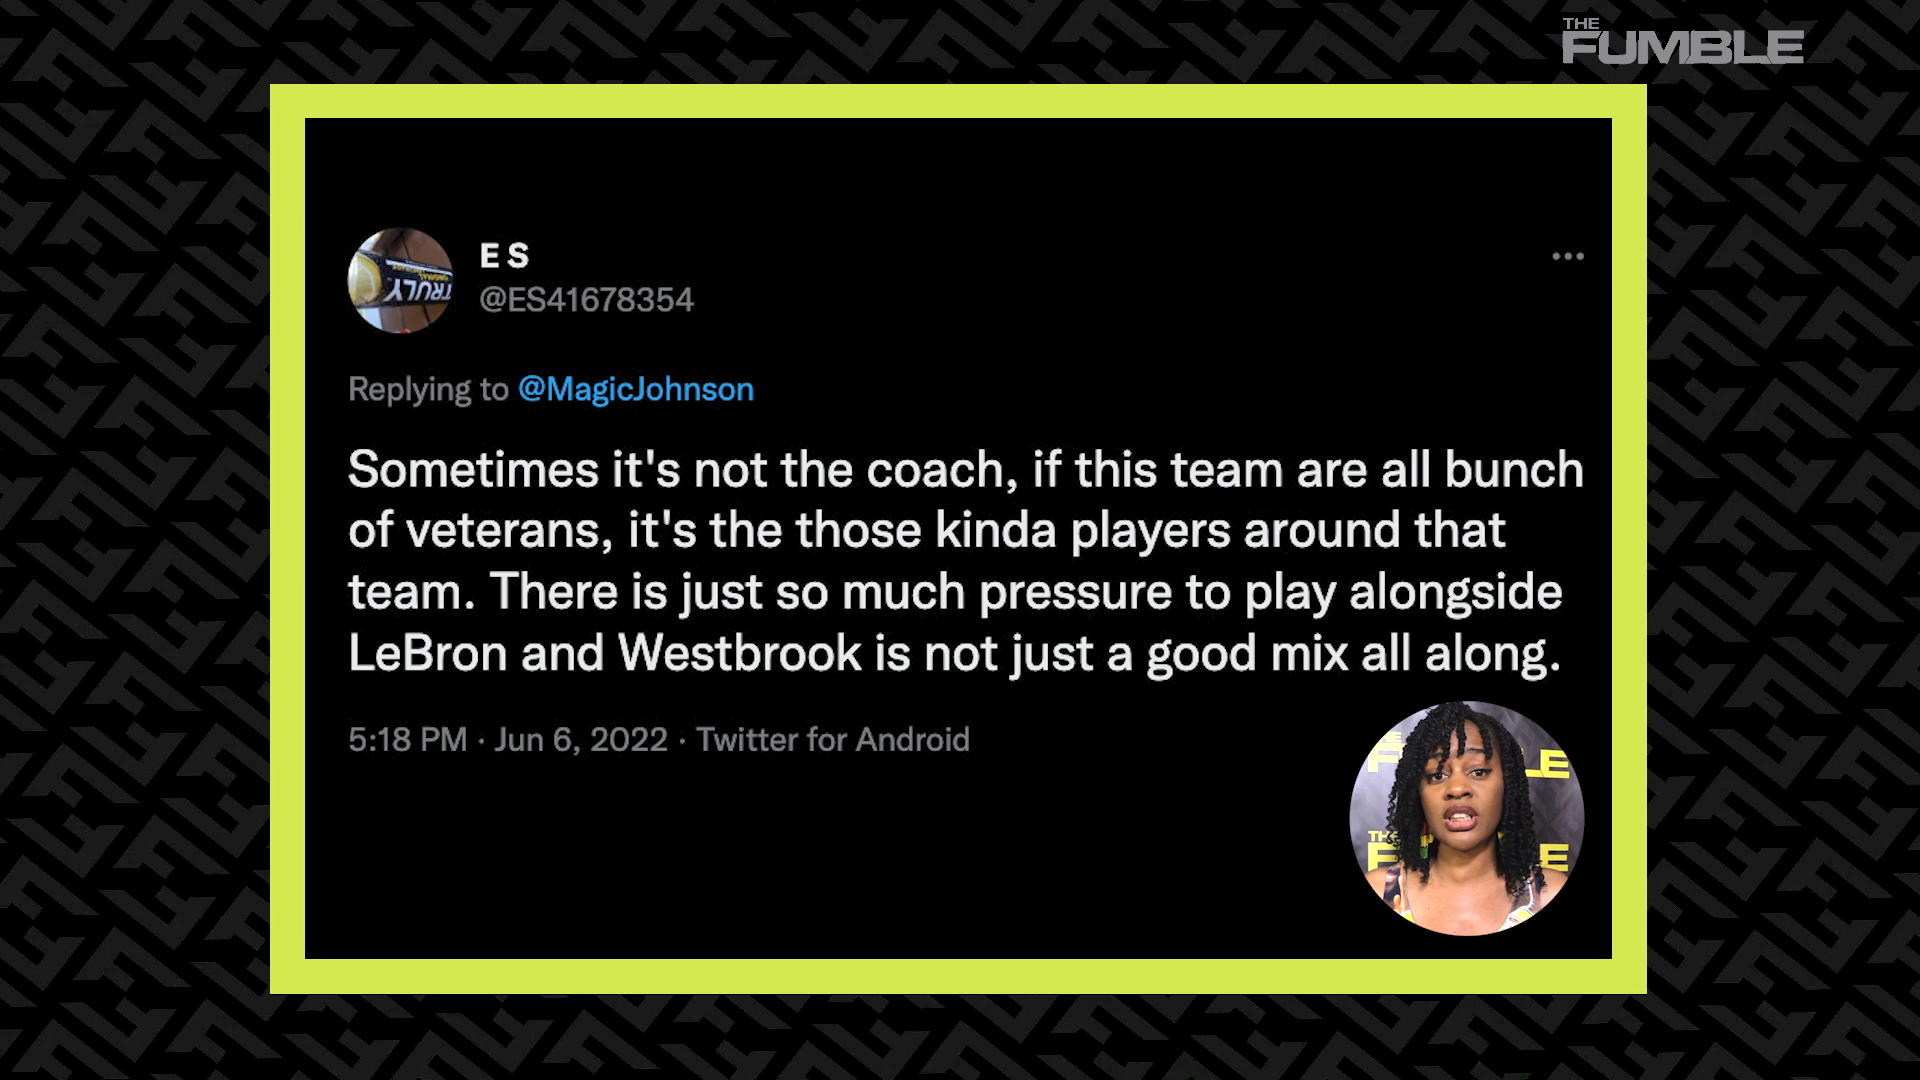 THE
FUMBLE
E S
@ES41678354
Replying to @MagicJohnson
Sometimes it's not the coach, if this team are all bunch
of veterans, it's the those kinda players around that
team. There is just so much pressure to play alongside
LeBron and Westbrook is not just a good mix all along.
5:18 PM · Jun 6, 2022 · Twitter for Android
TRULY